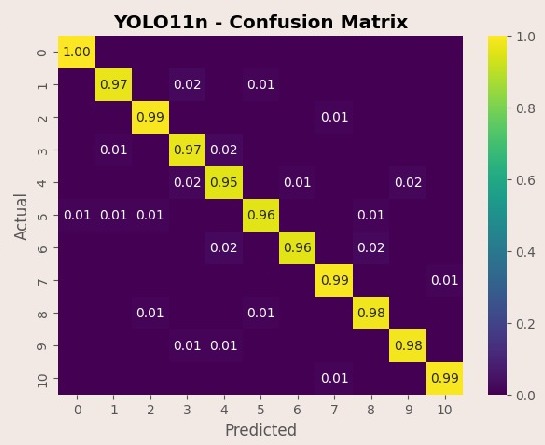 YOLO11n - Confusion Matrix
0 1.00 1.0
1 0.97 0.02 0.01
2 0.99 0.01 0.8
3 0.01 0.97 0.02
4 0.02 0.95 0.01 0.02 0.6
Actual
5 0.01 0.01 0.01 0.96 0.01
6 0.02 0.96 0.02 0.4
7 0.99 0.01
8 0.01 0.01 0.98 0.2
9 0.01 0.01 0.98
10 0.01 0.99 0.0
0 1 2 3 4 5 6 7 8 9 10
Predicted